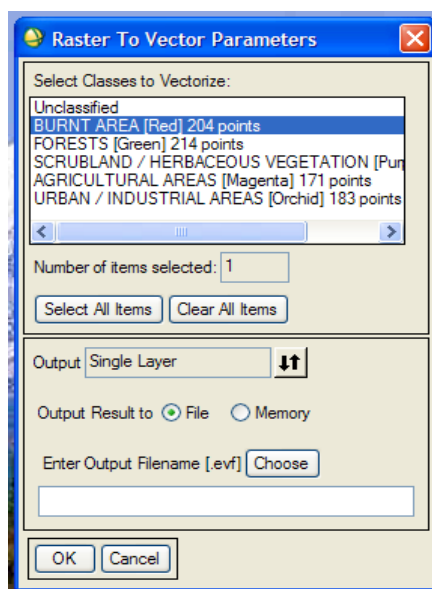 Raster To Vector Parameters
Select Classes to Vectorize:
Unclassified
BURNT AREA [Red] 204 points
FORESTS [Green] 214 points
SCRUBLAND / HERBACEOUS VEGETATION [Pur
AGRICULTURAL AREAS [Magenta] 171 points
URBAN / INDUSTRIAL AREAS [Orchid] 183 points
Number of items selected: 1
Select All Items Clear All Items
Output Single Layer
Output Result to File Memory
Enter Output Filename [.evf] Choose
OK Cancel